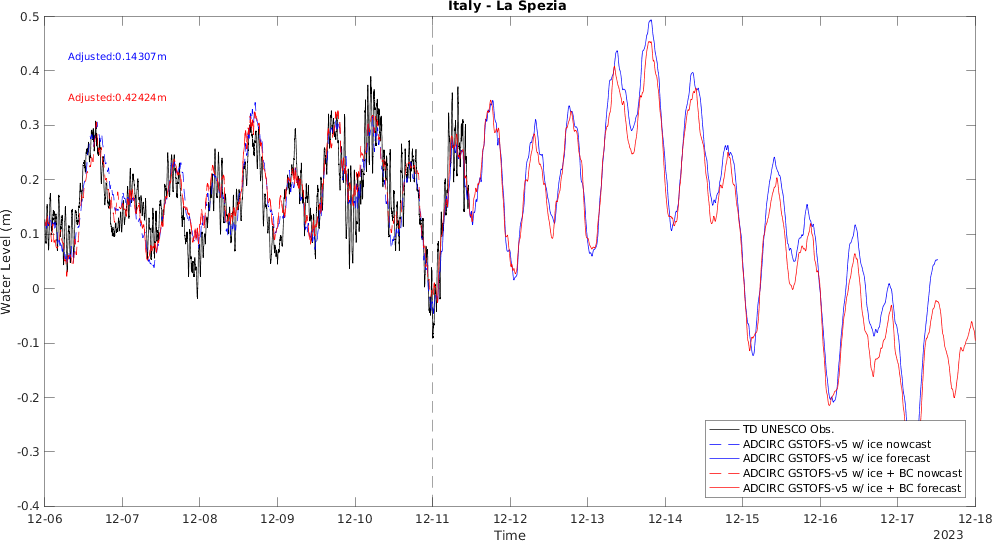 Italy - La Spezia
Adjusted:0.14307m
Adjusted:0.42424m
Water Level (m)
0.5
0.4
0.3
0.2
0.1
0
-0.1
-0.2
-0.3
-0.4
TD UNESCO Obs.
ADCIRC GSTOFS-v5 w/ ice nowcast
ADCIRC GSTOFS-v5 w/ ice forecast
ADCIRC GSTOFS-v5 w/ ice + BC nowcast
ADCIRC GSTOFS-v5 w/ ice + BC forecast
12-06 12-07 12-08 12-09 12-10 12-11 12-12 12-13 12-14 12-15 12-16 12-17 12-18
Time
2023